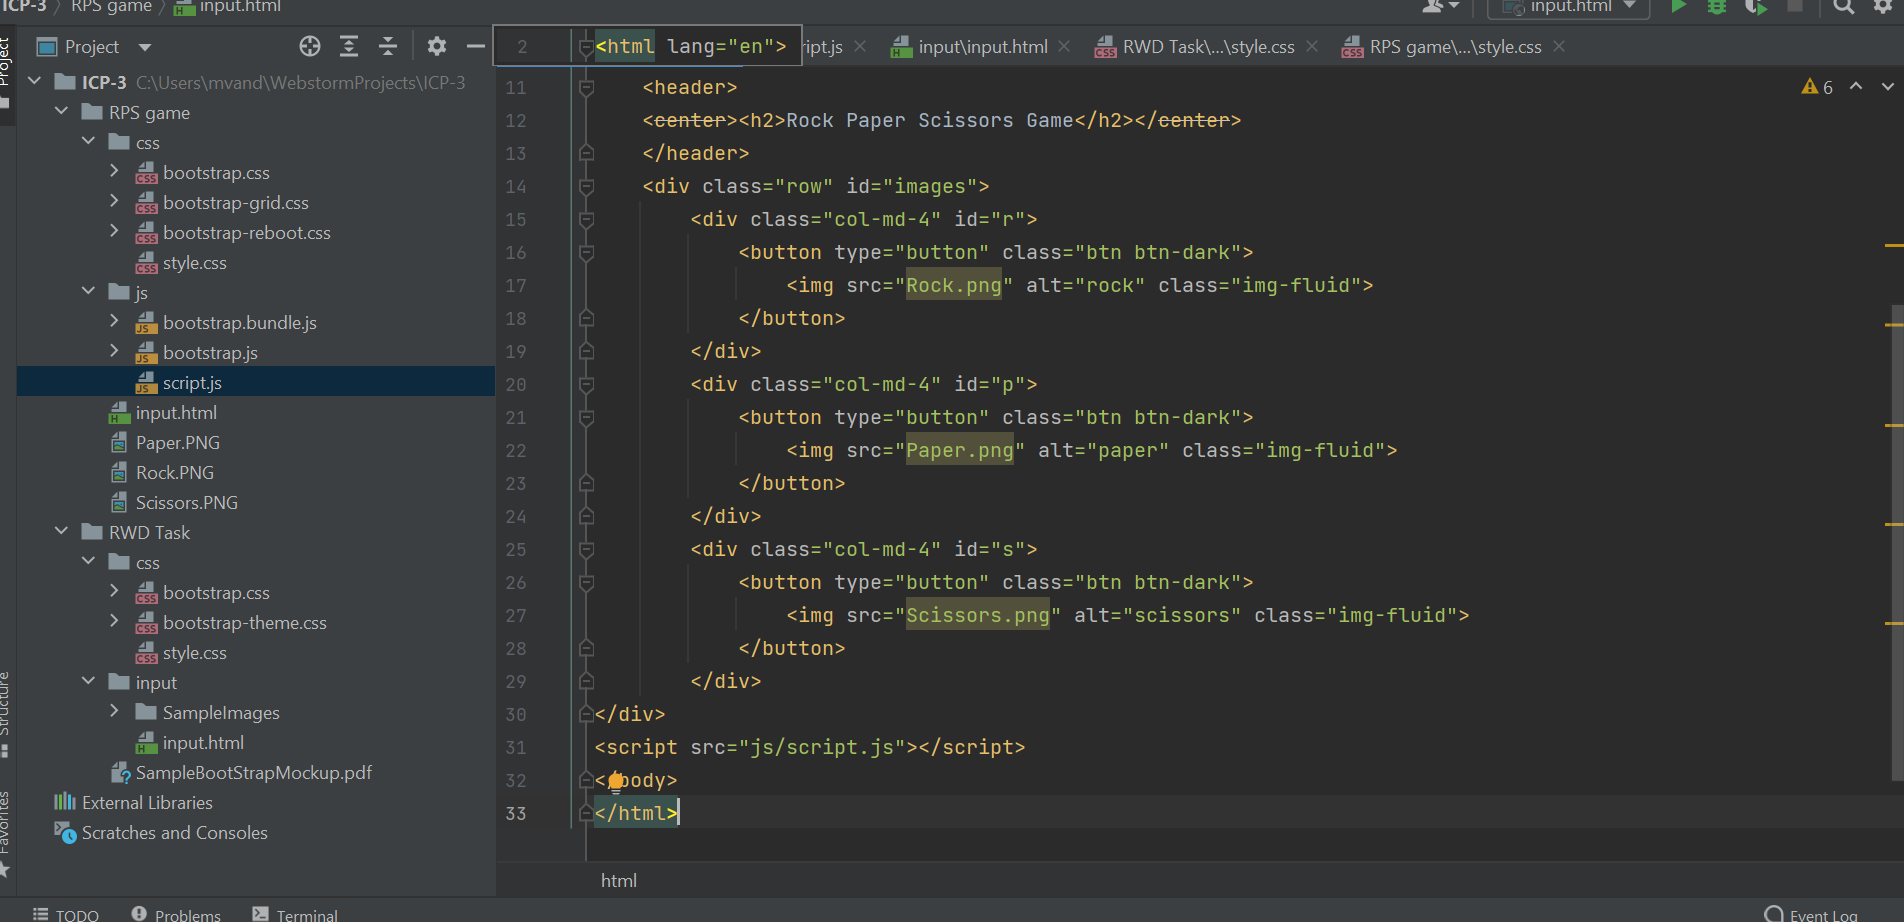 ICP-3 RPS game input.html
input.html
Project
2 <html lang="en"> ipt.js input\input.html RWD Task\...\style.css RPS game\...\style.css
Project
ICP-3 C:\Users\mvand\WebstormProjects\ICP-3
RPS game
css
bootstrap.css
bootstrap-grid.css
bootstrap-reboot.css
style.css
js
bootstrap.bundle.js
bootstrap.js
script.js
input.html
Paper.PNG
Rock.PNG
Scissors.PNG
RWD Task
css
bootstrap.css
bootstrap-theme.css
style.css
input
SampleImages
input.html
SampleBootStrapMockup.pdf
External Libraries
Scratches and Consoles
Structure
Favorites
6
11 <header>
12 <center><h2>Rock Paper Scissors Game</h2></center>
13 </header>
14 <div class="row" id="images">
15 <div class="col-md-4" id="r">
16 <button type="button" class="btn btn-dark">
17 <img src="Rock.png" alt="rock" class="img-fluid">
18 </button>
19 </div>
20 <div class="col-md-4" id="p">
21 <button type="button" class="btn btn-dark">
22 <img src="Paper.png" alt="paper" class="img-fluid">
23 </button>
24 </div>
25 <div class="col-md-4" id="s">
26 <button type="button" class="btn btn-dark">
27 <img src="Scissors.png" alt="scissors" class="img-fluid">
28 </button>
29 </div>
30 </div>
31 <script src="js/script.js"></script>
32 </body>
33 </html>
html
TODO Problems Terminal Event Log